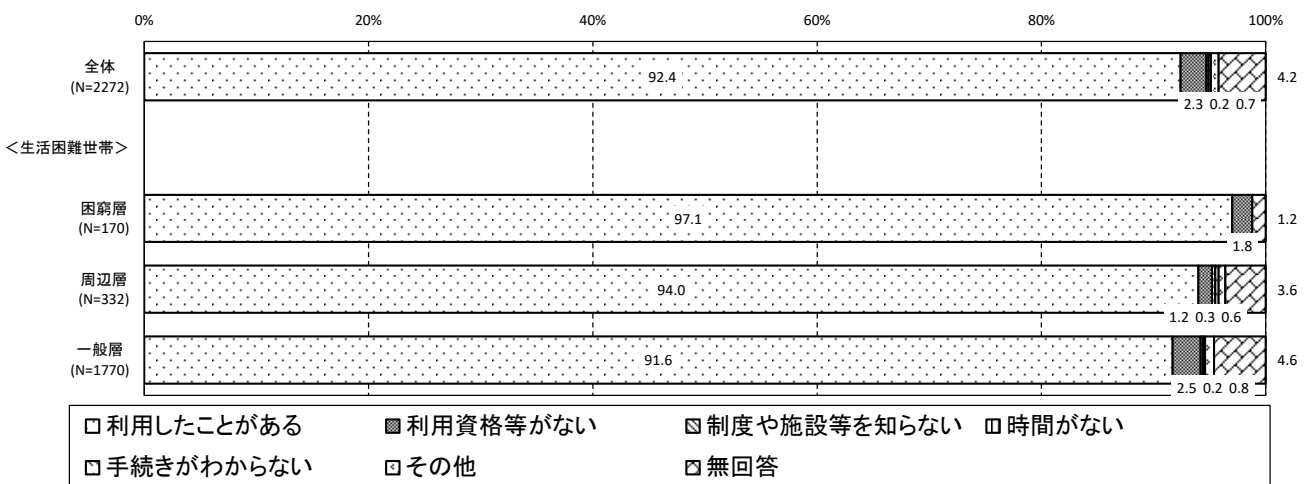 0% 20% 40% 60% 80% 100%
全体
(N=2272)
92.4
4.2
2.3 0.2 0.7
＜生活困難世帯＞
困窮層
(N=170)
97.1
1.2
1.8
周辺層
(N=332)
94.0
3.6
1.2 0.3 0.6
一般層
(N=1770)
91.6
4.6
2.5 0.2 0.8
利用したことがある 利用資格等がない 制度や施設等を知らない 時間がない
手続きがわからない その他 無回答